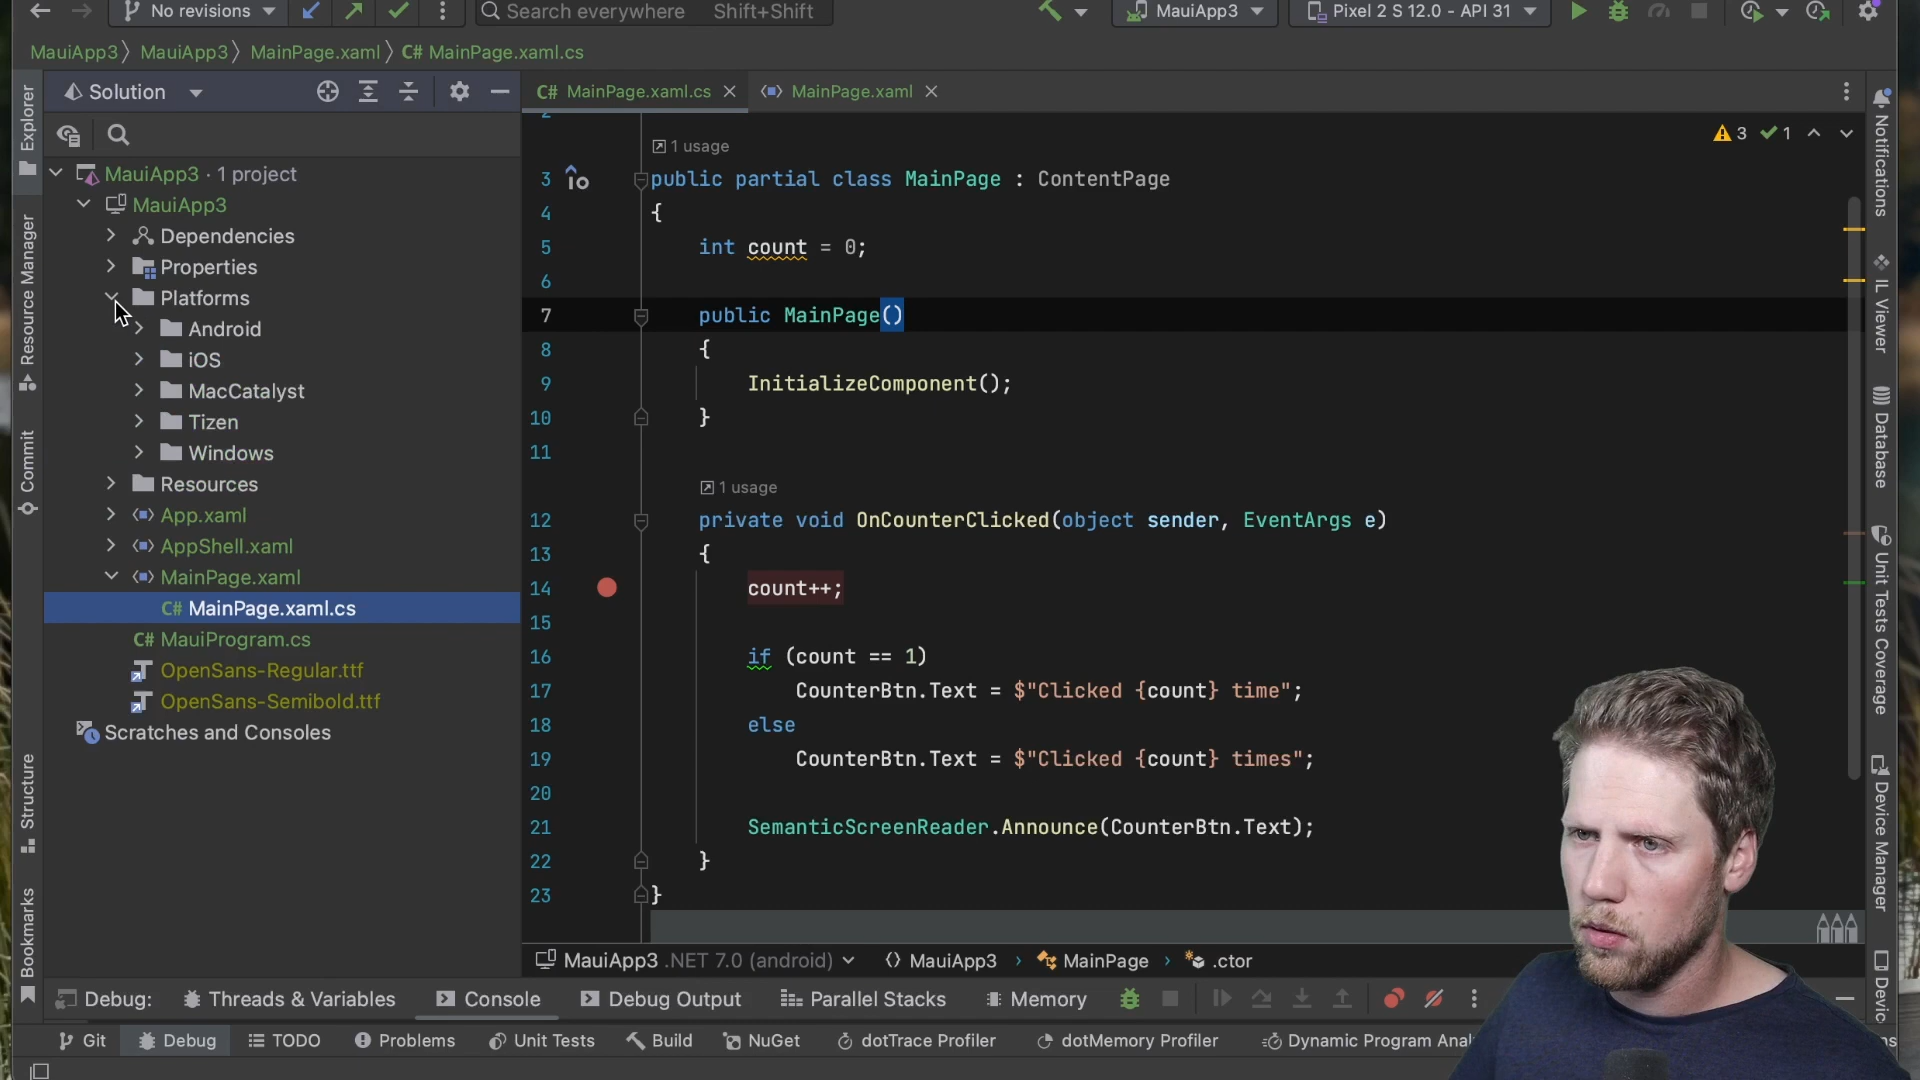 No revisions
Search everywhere Shift+Shift
MauiApp3
Pixel 2 S 12.0 - API 31
MauiApp3 MauiApp3 MainPage.xaml C# MainPage.xaml.cs
Explorer
Resource Manager
Commit
Structure
Bookmarks
Solution
MauiApp3 · 1 project
MauiApp3
Dependencies
Properties
Platforms
Android
iOS
MacCatalyst
Tizen
Windows
Resources
App.xaml
AppShell.xaml
MainPage.xaml
C# MainPage.xaml.cs
C# MauiProgram.cs
OpenSans-Regular.ttf
OpenSans-Semibold.ttf
Scratches and Consoles
C# MainPage.xaml.cs MainPage.xaml
3 1
2
1 usage
3 public partial class MainPage : ContentPage
4 {
5 int count = 0;
6
7 public MainPage()
8 {
9 InitializeComponent();
10 }
11
1 usage
12 private void OnCounterClicked(object sender, EventArgs e)
13 {
14 count++;
15
16 if (count == 1)
17 CounterBtn.Text = $"Clicked {count} time";
18 else
19 CounterBtn.Text = $"Clicked {count} times";
20
21 SemanticScreenReader.Announce(CounterBtn.Text);
22 }
23 }
MauiApp3 .NET 7.0 (android) MauiApp3 MainPage .ctor
Notifications
IL Viewer
Database
Unit Tests Coverage
Device Manager
Debug: Threads & Variables Console Debug Output Parallel Stacks Memory
Git Debug TODO Problems Unit Tests Build NuGet dotTrace Profiler dotMemory Profiler Dynamic Program